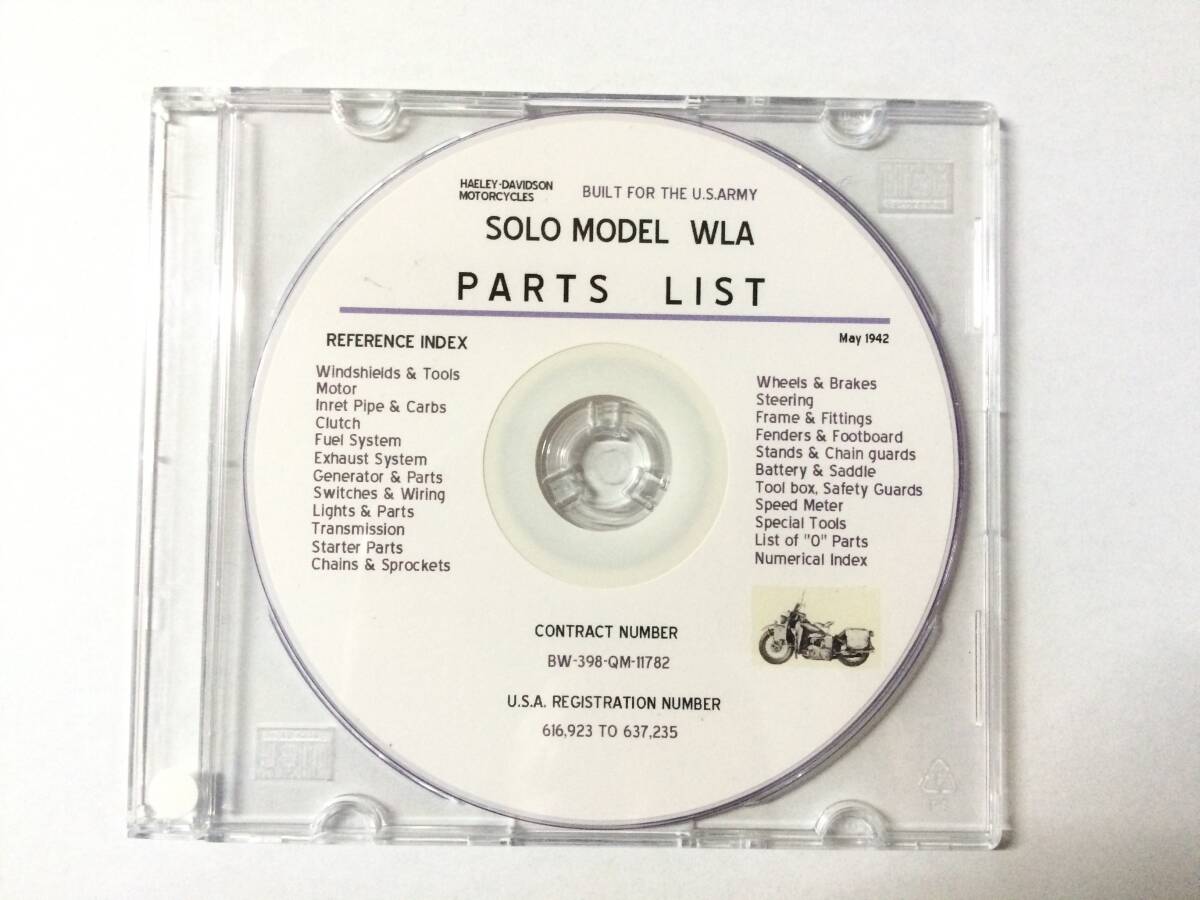 HAELEY-DAVIDSON
MOTORCYCLES
BUILT FOR THE U.S.ARMY
SOLO MODEL WLA
PARTS LIST
REFERENCE INDEX
May 1942
Windshields & Tools
Motor
Inret Pipe & Carbs
Clutch
Fuel System
Exhaust System
Generator & Parts
Switches & Wiring
Lights & Parts
Transmission
Starter Parts
Chains & Sprockets
Wheels & Brakes
Steering
Frame & Fittings
Fenders & Footboard
Stands & Chain guards
Battery & Saddle
Tool box, Safety Guards
Speed Meter
Special Tools
List of "0" Parts
Numerical Index
CONTRACT NUMBER
BW-398-QM-11782
U.S.A. REGISTRATION NUMBER
616,923 TO 637,235